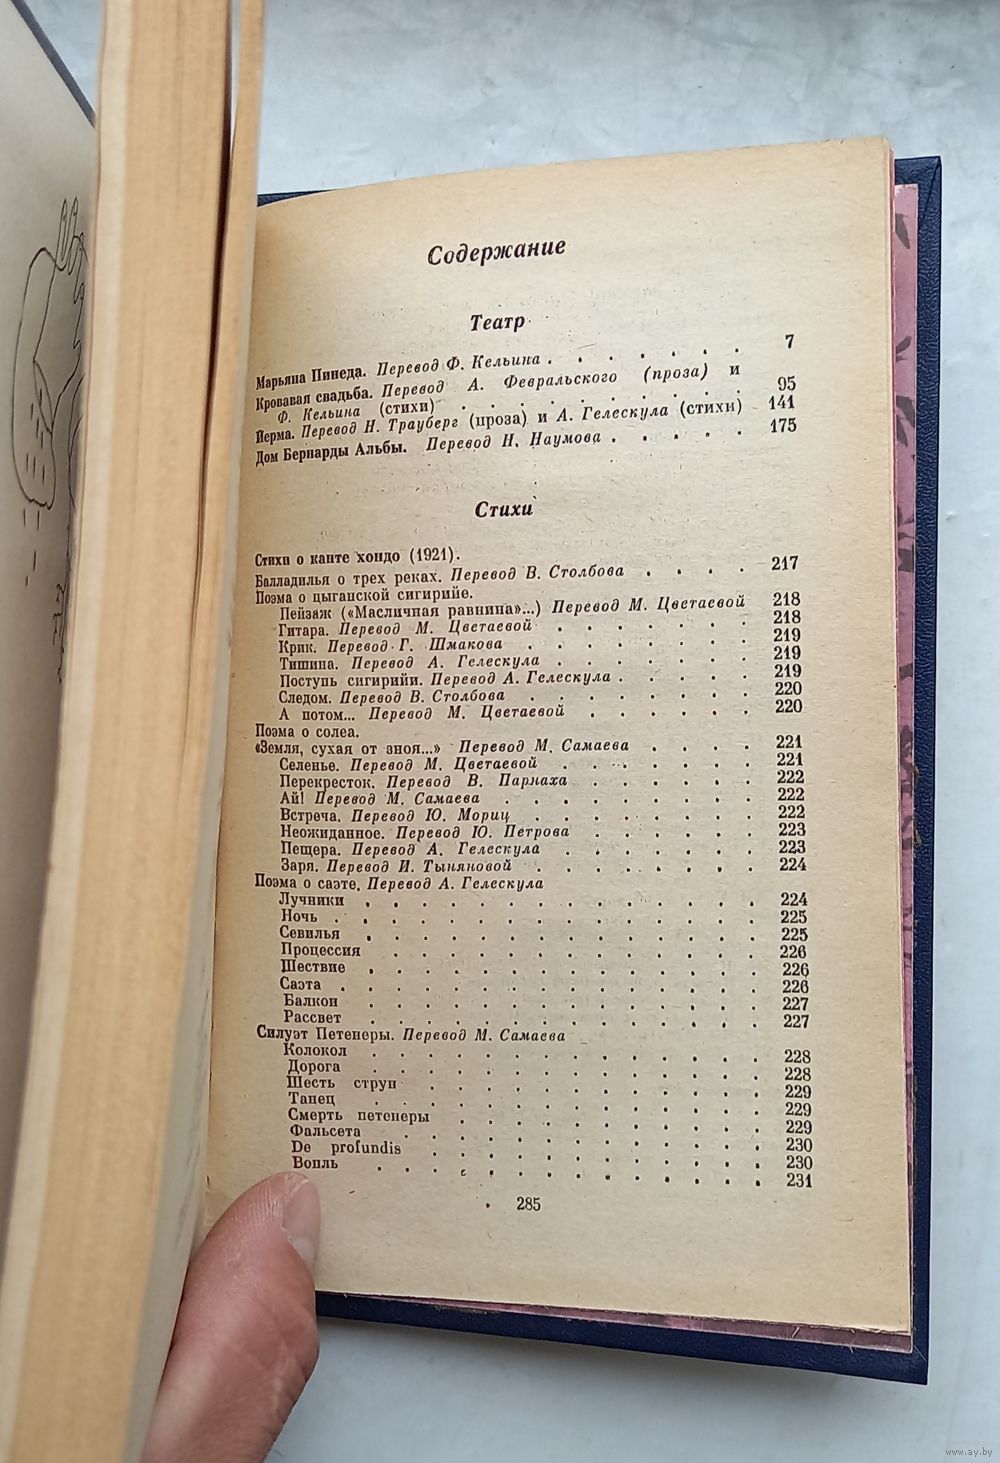 Содержание
Театр
Марьяна Пинеда. Перевод Ф. Кельина . . . . . . . 7
Кровавая свадьба. Перевод А. Февральского (проза) и
Ф. Кельина (стихи) . . . . . . . . . . 95
Йерма. Перевод Н. Трауберг (проза) и А. Гелескула (стихи) 141
Дом Бернарды Альбы. Перевод Н. Наумова . . . . . 175
Стихи
Стихи о канте хондо (1921).
Балладилья о трех реках. Перевод В. Столбова . . . . 217
Поэма о цыганской сигирийе.
Пейзаж («Масличная равнина»...) Перевод М. Цветаевой 218
Гитара. Перевод М. Цветаевой . . . . . . . 218
Крик. Перевод Г. Шмакова . . . . . . . . 219
Тишина. Перевод А. Гелескула . . . . . . . 219
Поступь сигирийи. Перевод А. Гелескула . . . . . 219
Следом. Перевод В. Столбова . . . . . . . . 220
А потом... Перевод М. Цветаевой . . . . . . 220
Поэма о солеа.
«Земля, сухая от зноя...» Перевод М. Самаева . . . . 221
Селенье. Перевод М. Цветаевой . . . . . . . 221
Перекресток. Перевод В. Парнаха . . . . . . 222
Ай! Перевод М. Самаева . . . . . . . . . 222
Встреча. Перевод Ю. Мориц . . . . . . . . 222
Неожиданное. Перевод Ю. Петрова . . . . . . 223
Пещера. Перевод А. Гелескула . . . . . . . 223
Заря. Перевод И. Тыняновой . . . . . . . . 224
Поэма о саэте. Перевод А. Гелескула
Лучники . . . . . . . . . . . . . . 224
Ночь . . . . . . . . . . . . . . . 225
Севилья . . . . . . . . . . . . . . 225
Процессия . . . . . . . . . . . . . 226
Шествие . . . . . . . . . . . . . . 226
Саэта . . . . . . . . . . . . . . . 226
Балкон . . . . . . . . . . . . . . 227
Рассвет . . . . . . . . . . . . . . 227
Силуэт Петенеры. Перевод М. Самаева
Колокол . . . . . . . . . . . . . . 228
Дорога . . . . . . . . . . . . . . 228
Шесть струн . . . . . . . . . . . . 229
Танец . . . . . . . . . . . . . . 229
Смерть петенеры . . . . . . . . . . . 229
Фальсета . . . . . . . . . . . . . 230
De profundis . . . . . . . . . . . . 230
Вопль . . . . . . . . . . . . . . 231
285
www.ay.by